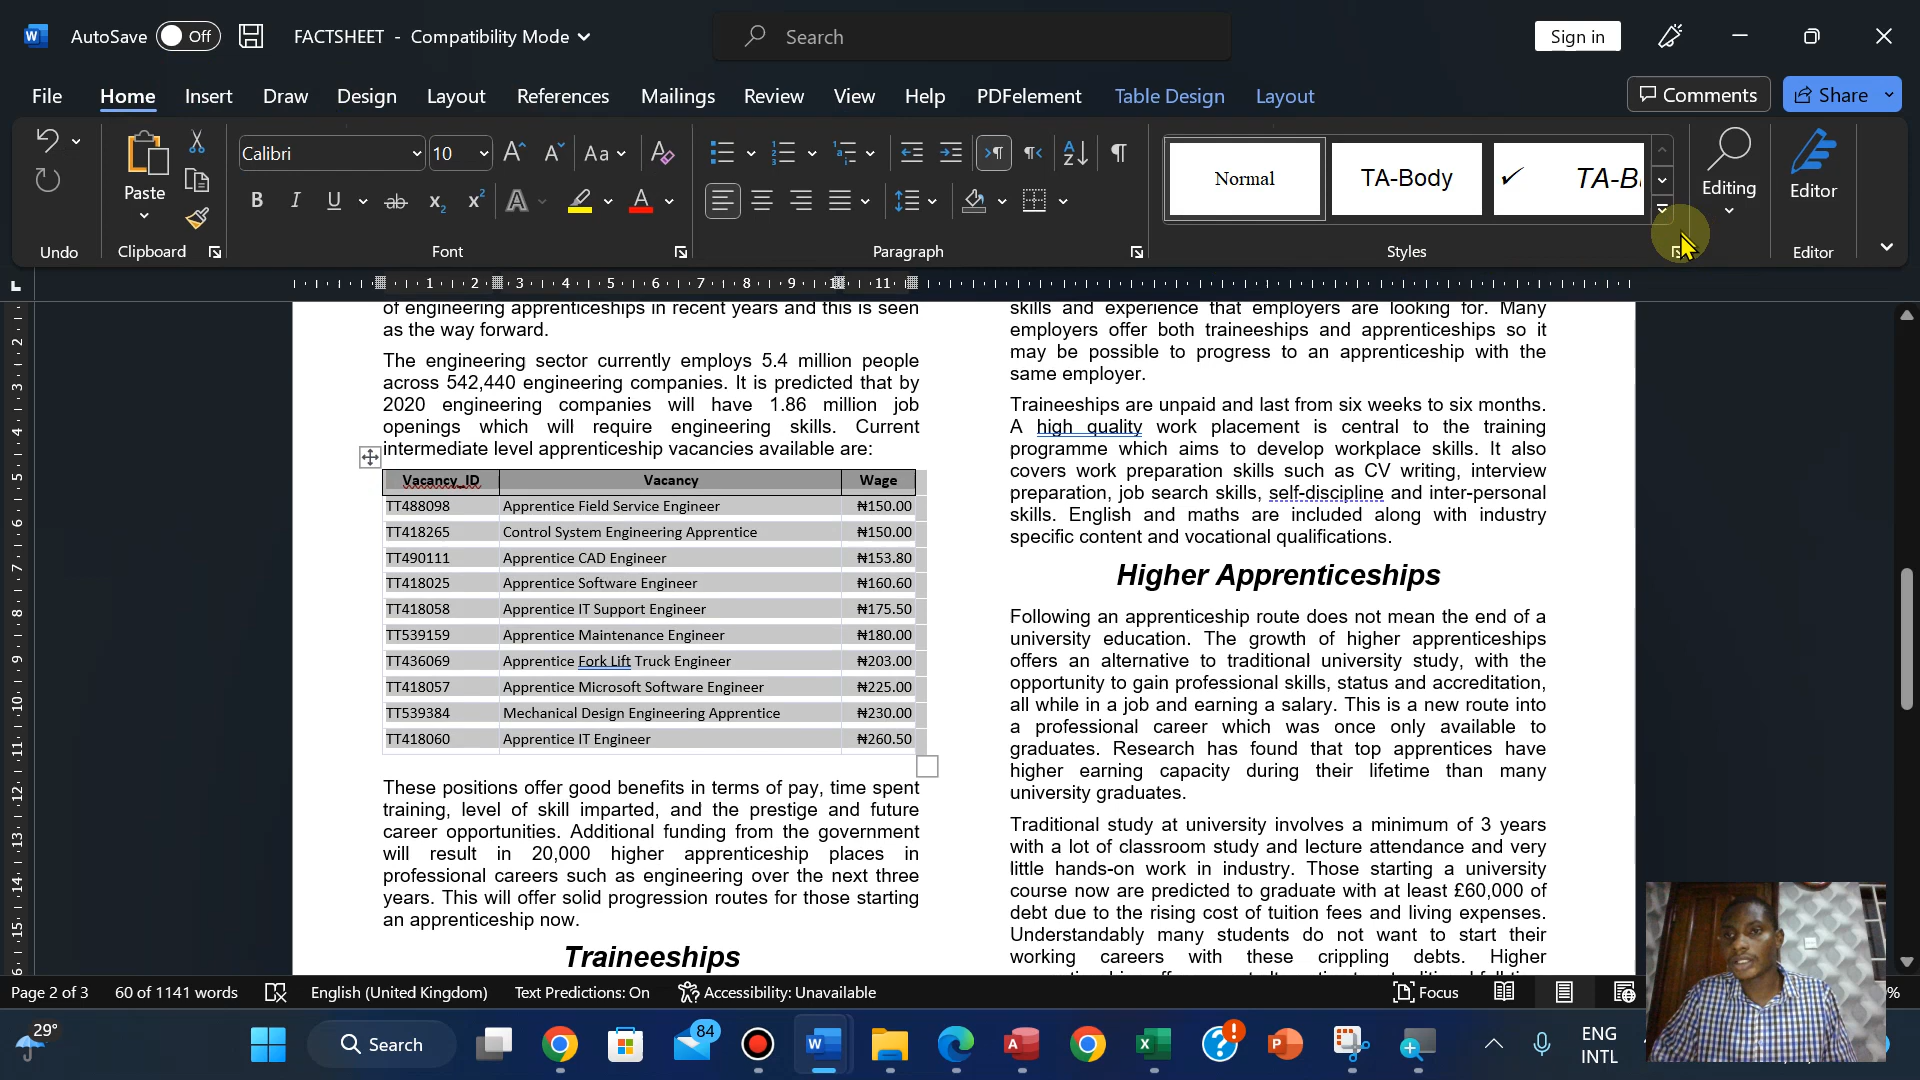 AutoSave Off FACTSHEET - Compatibility Mode Search Sign in
File Home Insert Draw Design Layout References Mailings Review View Help PDFelement Table Design Layout Comments Share
Paste
Calibri 10 Aa
Normal TA-Body ✓ TA-B
Editing Editor
Undo Clipboard Font Paragraph Styles Editor
1 2 3 4 5 6 7 8 9 10 11
of engineering apprenticeships in recent years and this is seen
as the way forward.
The engineering sector currently employs 5.4 million people
across 542,440 engineering companies. It is predicted that by
2020 engineering companies will have 1.86 million job
openings which will require engineering skills. Current
intermediate level apprenticeship vacancies available are:
Vacancy_ID Vacancy Wage
TT488098 Apprentice Field Service Engineer ₦150.00
TT418265 Control System Engineering Apprentice ₦150.00
TT490111 Apprentice CAD Engineer ₦153.80
TT418025 Apprentice Software Engineer ₦160.60
TT418058 Apprentice IT Support Engineer ₦175.50
TT539159 Apprentice Maintenance Engineer ₦180.00
TT436069 Apprentice Fork Lift Truck Engineer ₦203.00
TT418057 Apprentice Microsoft Software Engineer ₦225.00
TT539384 Mechanical Design Engineering Apprentice ₦230.00
TT418060 Apprentice IT Engineer ₦260.50
These positions offer good benefits in terms of pay, time spent
training, level of skill imparted, and the prestige and future
career opportunities. Additional funding from the government
will result in 20,000 higher apprenticeship places in
professional careers such as engineering over the next three
years. This will offer solid progression routes for those starting
an apprenticeship now.
Traineeships
skills and experience that employers are looking for. Many
employers offer both traineeships and apprenticeships so it
may be possible to progress to an apprenticeship with the
same employer.
Traineeships are unpaid and last from six weeks to six months.
A high quality work placement is central to the training
programme which aims to develop workplace skills. It also
covers work preparation skills such as CV writing, interview
preparation, job search skills, self-discipline and inter-personal
skills. English and maths are included along with industry
specific content and vocational qualifications.
Higher Apprenticeships
Following an apprenticeship route does not mean the end of a
university education. The growth of higher apprenticeships
offers an alternative to traditional university study, with the
opportunity to gain professional skills, status and accreditation,
all while in a job and earning a salary. This is a new route into
a professional career which was once only available to
graduates. Research has found that top apprentices have
higher earning capacity during their lifetime than many
university graduates.
Traditional study at university involves a minimum of 3 years
with a lot of classroom study and lecture attendance and very
little hands-on work in industry. Those starting a university
course now are predicted to graduate with at least £60,000 of
debt due to the rising cost of tuition fees and living expenses.
Understandably many students do not want to start their
working careers with these crippling debts. Higher
Page 2 of 3 60 of 1141 words English (United Kingdom) Text Predictions: On Accessibility: Unavailable Focus %
29° Search 84 ENG
INTL